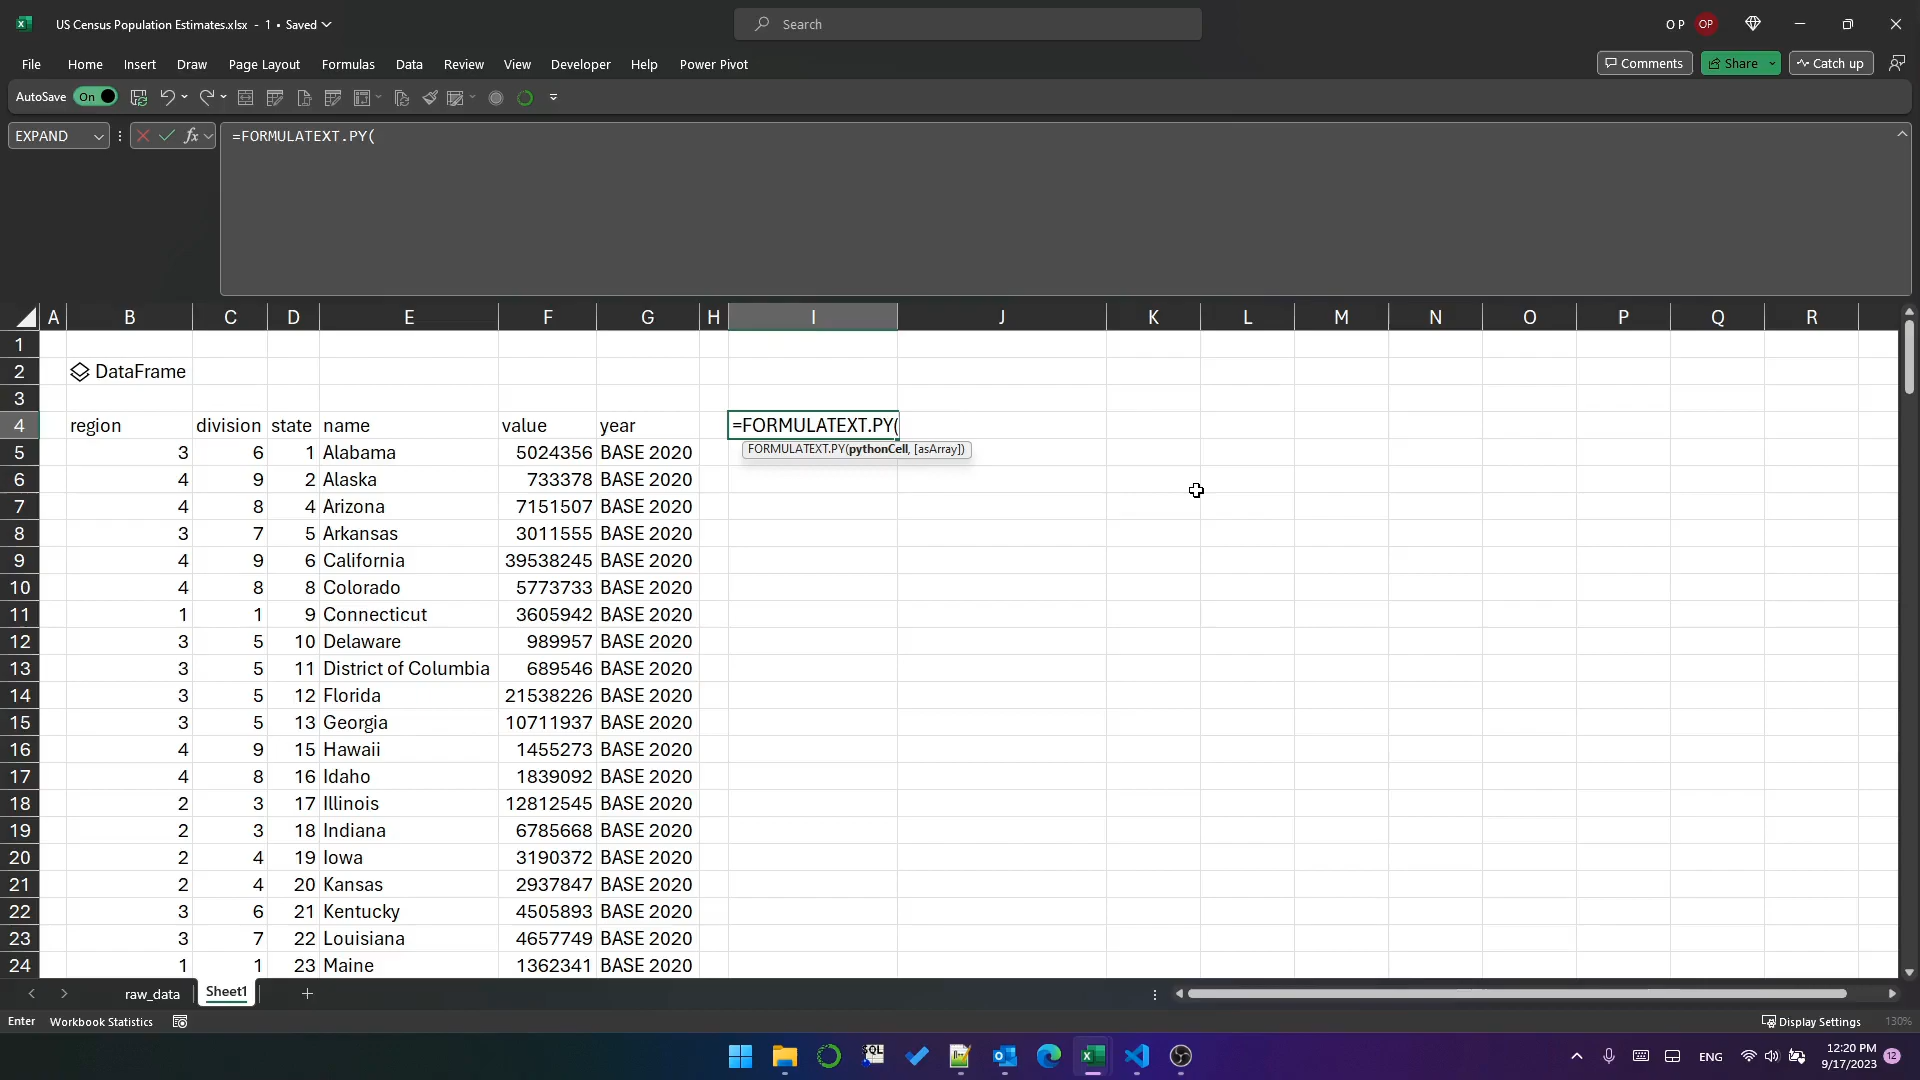 US Census Population Estimates.xlsx - 1 • Saved
Search
O P
OP
File Home Insert Draw Page Layout Formulas Data Review View Developer Help Power Pivot
Comments Share Catch up
AutoSave On
EXPAND
fx
=FORMULATEXT.PY(
A B C D E F G H I J K L M N O P Q R
1
2 DataFrame
3
4 region division state name value year =FORMULATEXT.PY(
FORMULATEXT.PY(pythonCell, [asArray])
5 3 6 1 Alabama 5024356 BASE 2020
6 4 9 2 Alaska 733378 BASE 2020
7 4 8 4 Arizona 7151507 BASE 2020
8 3 7 5 Arkansas 3011555 BASE 2020
9 4 9 6 California 39538245 BASE 2020
10 4 8 8 Colorado 5773733 BASE 2020
11 1 1 9 Connecticut 3605942 BASE 2020
12 3 5 10 Delaware 989957 BASE 2020
13 3 5 11 District of Columbia 689546 BASE 2020
14 3 5 12 Florida 21538226 BASE 2020
15 3 5 13 Georgia 10711937 BASE 2020
16 4 9 15 Hawaii 1455273 BASE 2020
17 4 8 16 Idaho 1839092 BASE 2020
18 2 3 17 Illinois 12812545 BASE 2020
19 2 3 18 Indiana 6785668 BASE 2020
20 2 4 19 Iowa 3190372 BASE 2020
21 2 4 20 Kansas 2937847 BASE 2020
22 3 6 21 Kentucky 4505893 BASE 2020
23 3 7 22 Louisiana 4657749 BASE 2020
24 1 1 23 Maine 1362341 BASE 2020
raw_data Sheet1
Enter Workbook Statistics
Display Settings 130%
SQL
ENG
12:20 PM
9/17/2023
12